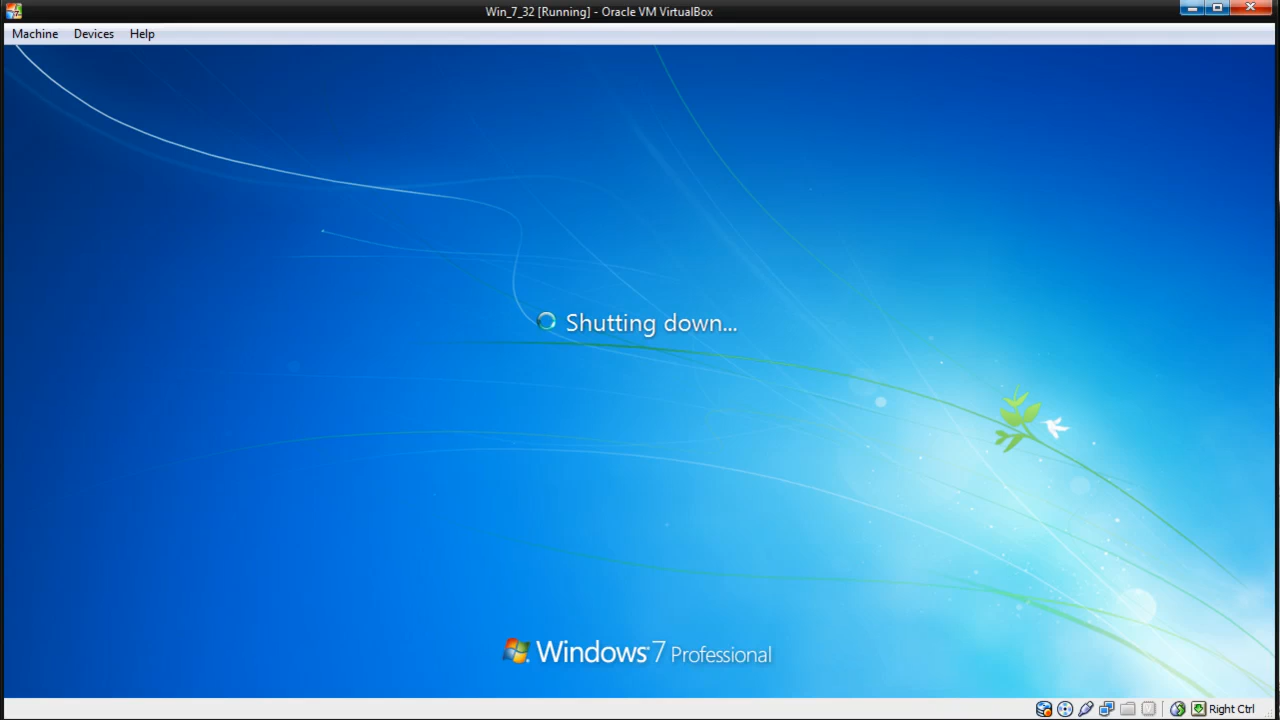 Win_7_32 [Running] - Oracle VM VirtualBox
Machine Devices Help
Shutting down...
Windows 7 Professional
Right Ctrl